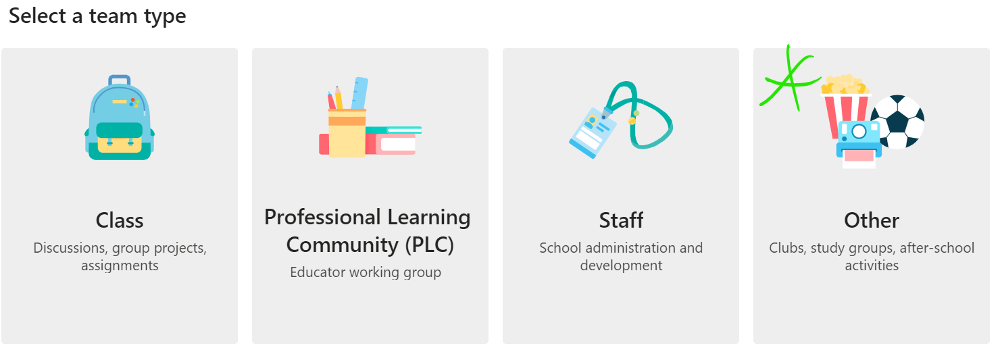 Select a team type
Class
Discussions, group projects,
assignments
Professional Learning
Community (PLC)
Educator working group
Staff
School administration and
development
Other
Clubs, study groups, after-school
activities